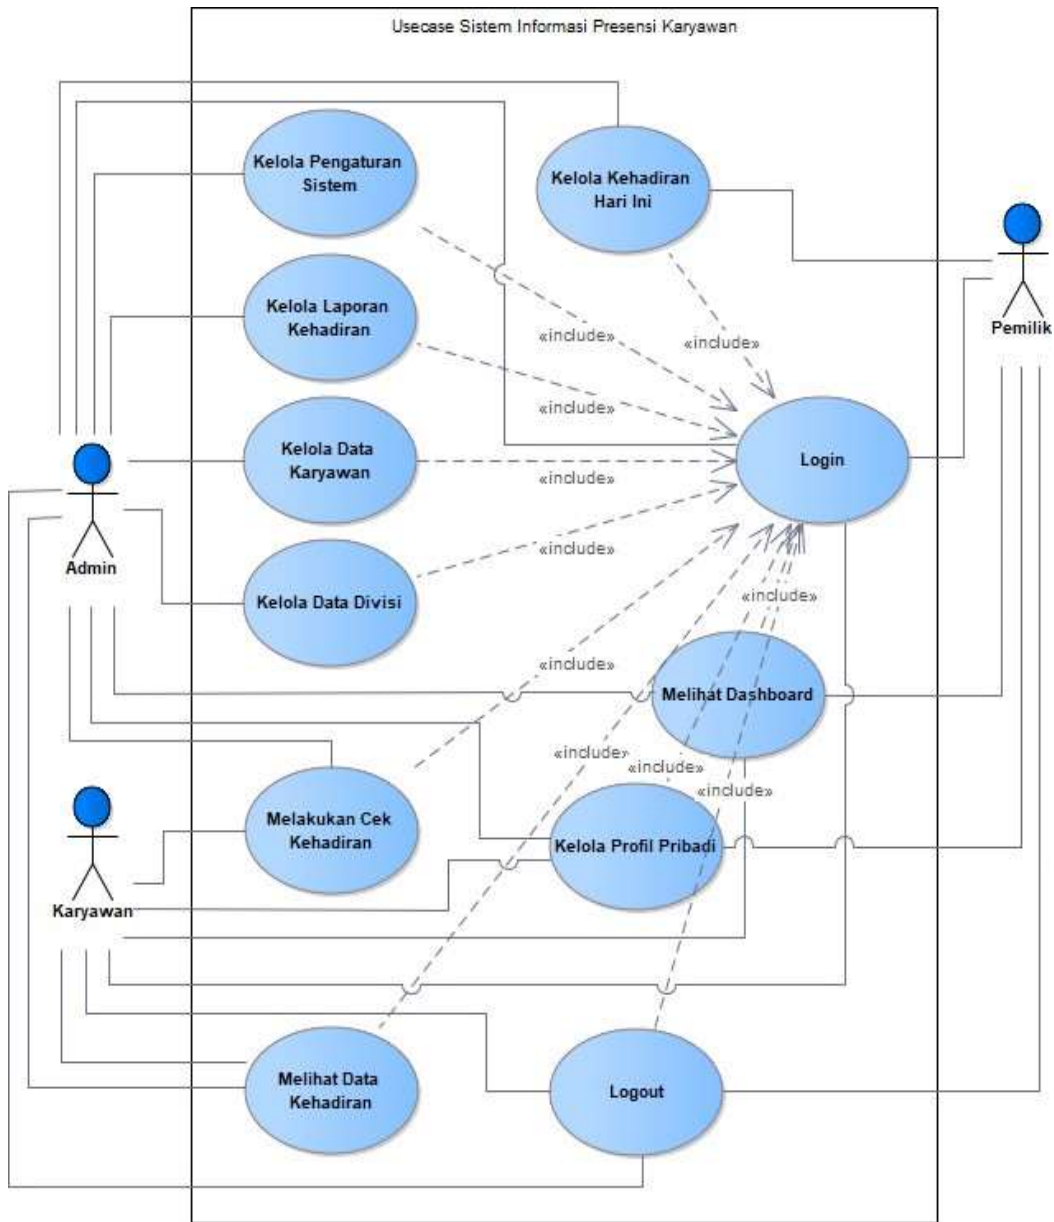 Usecase Sistem Informasi Presensi Karyawan
Kelola Pengaturan
Sistem
Kelola Kehadiran
Hari Ini
Kelola Laporan
Kehadiran
Pemilik
«include»
«include»
«include»
Kelola Data
Karyawan
Login
«include»
Admin
«include»
Kelola Data Divisi
«include»
«include»
Melihat Dashboard
«include»
«include»
«include»
Melakukan Cek
Kehadiran
Kelola Profil Pribadi
Karyawan
Melihat Data
Kehadiran
Logout